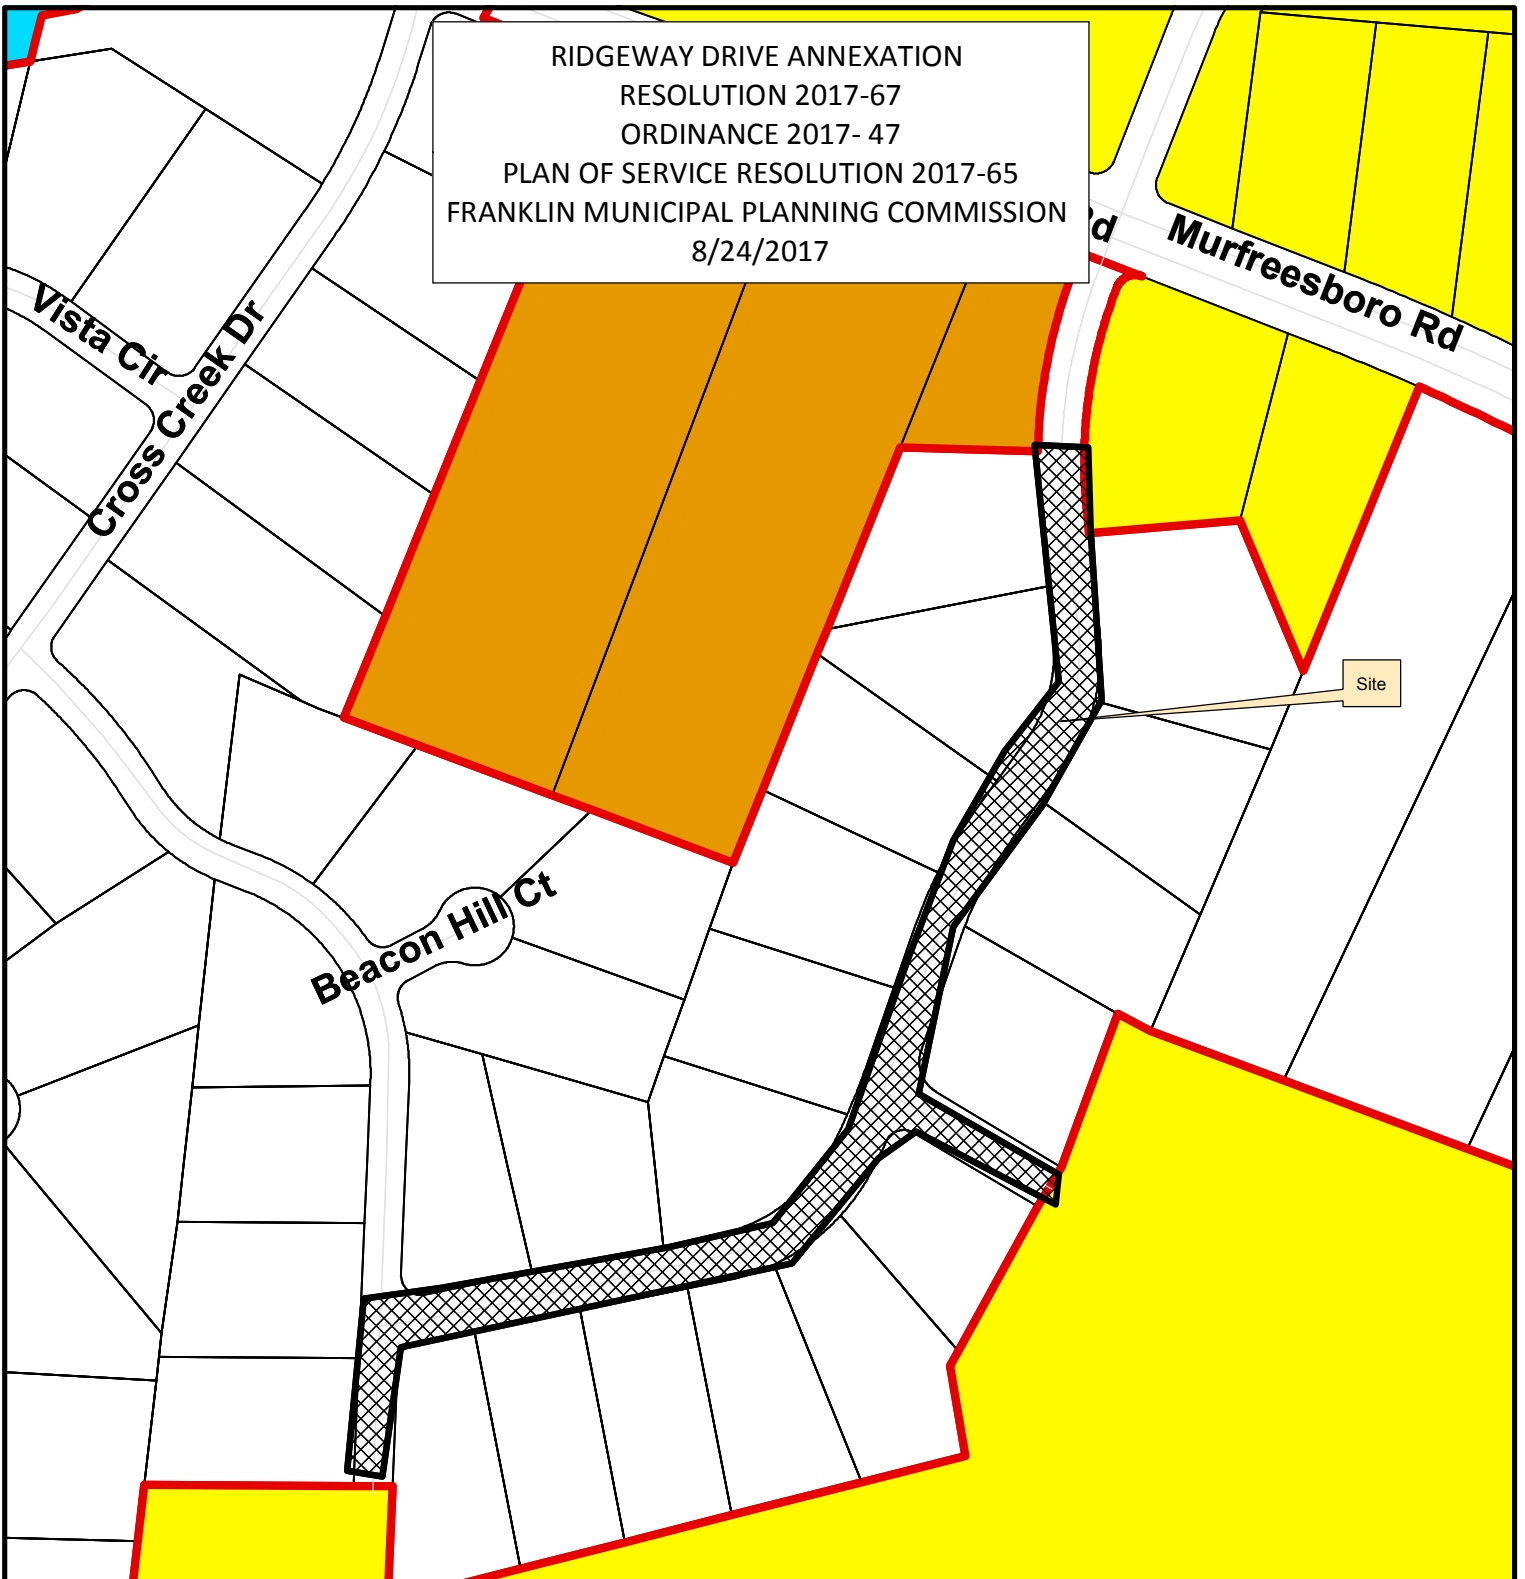 RIDGEWAY DRIVE ANNEXATION
RESOLUTION 2017-67
ORDINANCE 2017- 47
PLAN OF SERVICE RESOLUTION 2017-65
FRANKLIN MUNICIPAL PLANNING COMMISSION
8/24/2017
Rd
Murfreesboro Rd
Vista Cir
Cross Creek Dr
Site
Beacon Hill Ct